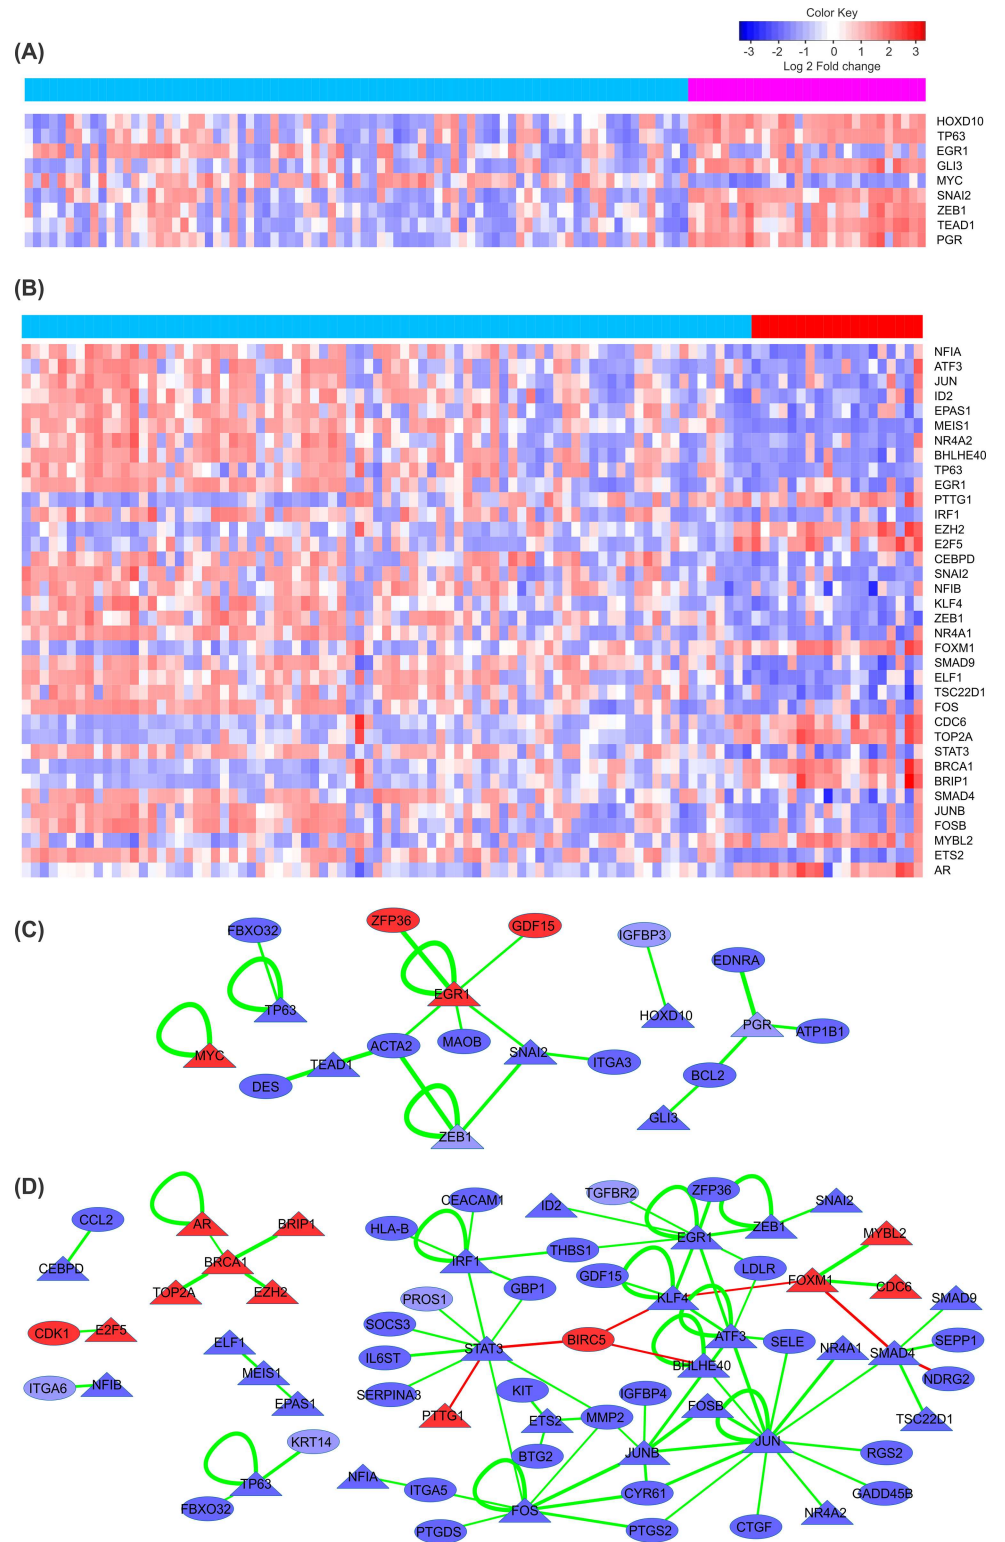 Color Key
-3 -2 -1 0 1 2 3
Log 2 Fold change
(A)
HOXD10
TP63
EGR1
GLI3
MYC
SNAI2
ZEB1
TEAD1
PGR
(B)
NFIA
ATF3
JUN
ID2
EPAS1
MEIS1
NR4A2
BHLHE40
TP63
EGR1
PTTG1
IRF1
EZH2
E2F5
CEBPD
SNAI2
NFIB
KLF4
ZEB1
NR4A1
FOXM1
SMAD9
ELF1
TSC22D1
FOS
CDC6
TOP2A
STAT3
BRCA1
BRIP1
SMAD4
JUNB
FOSB
MYBL2
ETS2
AR
(C)
ZFP36
FBXO32
GDF15
IGFBP3
EDNRA
EGR1
TP63
HOXD10
PGR
ATP1B1
MYC
TEAD1
ACTA2
MAOB
SNAI2
ITGA3
DES
BCL2
GLI3
ZEB1
(D)
CCL2
AR
BRIP1
CEACAM1
ID2
TGFBR2
ZFP36
SNAI2
HLA-B
ZEB1
MYBL2
EGR1
CEBPD
BRCA1
IRF1
THBS1
GDF15
LDLR
FOXM1
TOP2A
EZH2
PROS1
GBP1
KLF4
CDC6
SMAD9
CDK1
E2F5
SOCS3
BIRC5
ATF3
SELE
NR4A1
SEPP1
ELF1
STAT3
SMAD4
IL6ST
BHLHE40
NDRG2
ITGA6
NFIB
MEIS1
SERPINA3
KIT
IGFBP4
EPAS1
PTTG1
ETS2
MMP2
FOSB
TSC22D1
KRT14
BTG2
JUNB
JUN
RGS2
TP63
NFIA
ITGA5
CYR61
GADD45B
FBXO32
FOS
NR4A2
PTGDS
PTGS2
CTGF